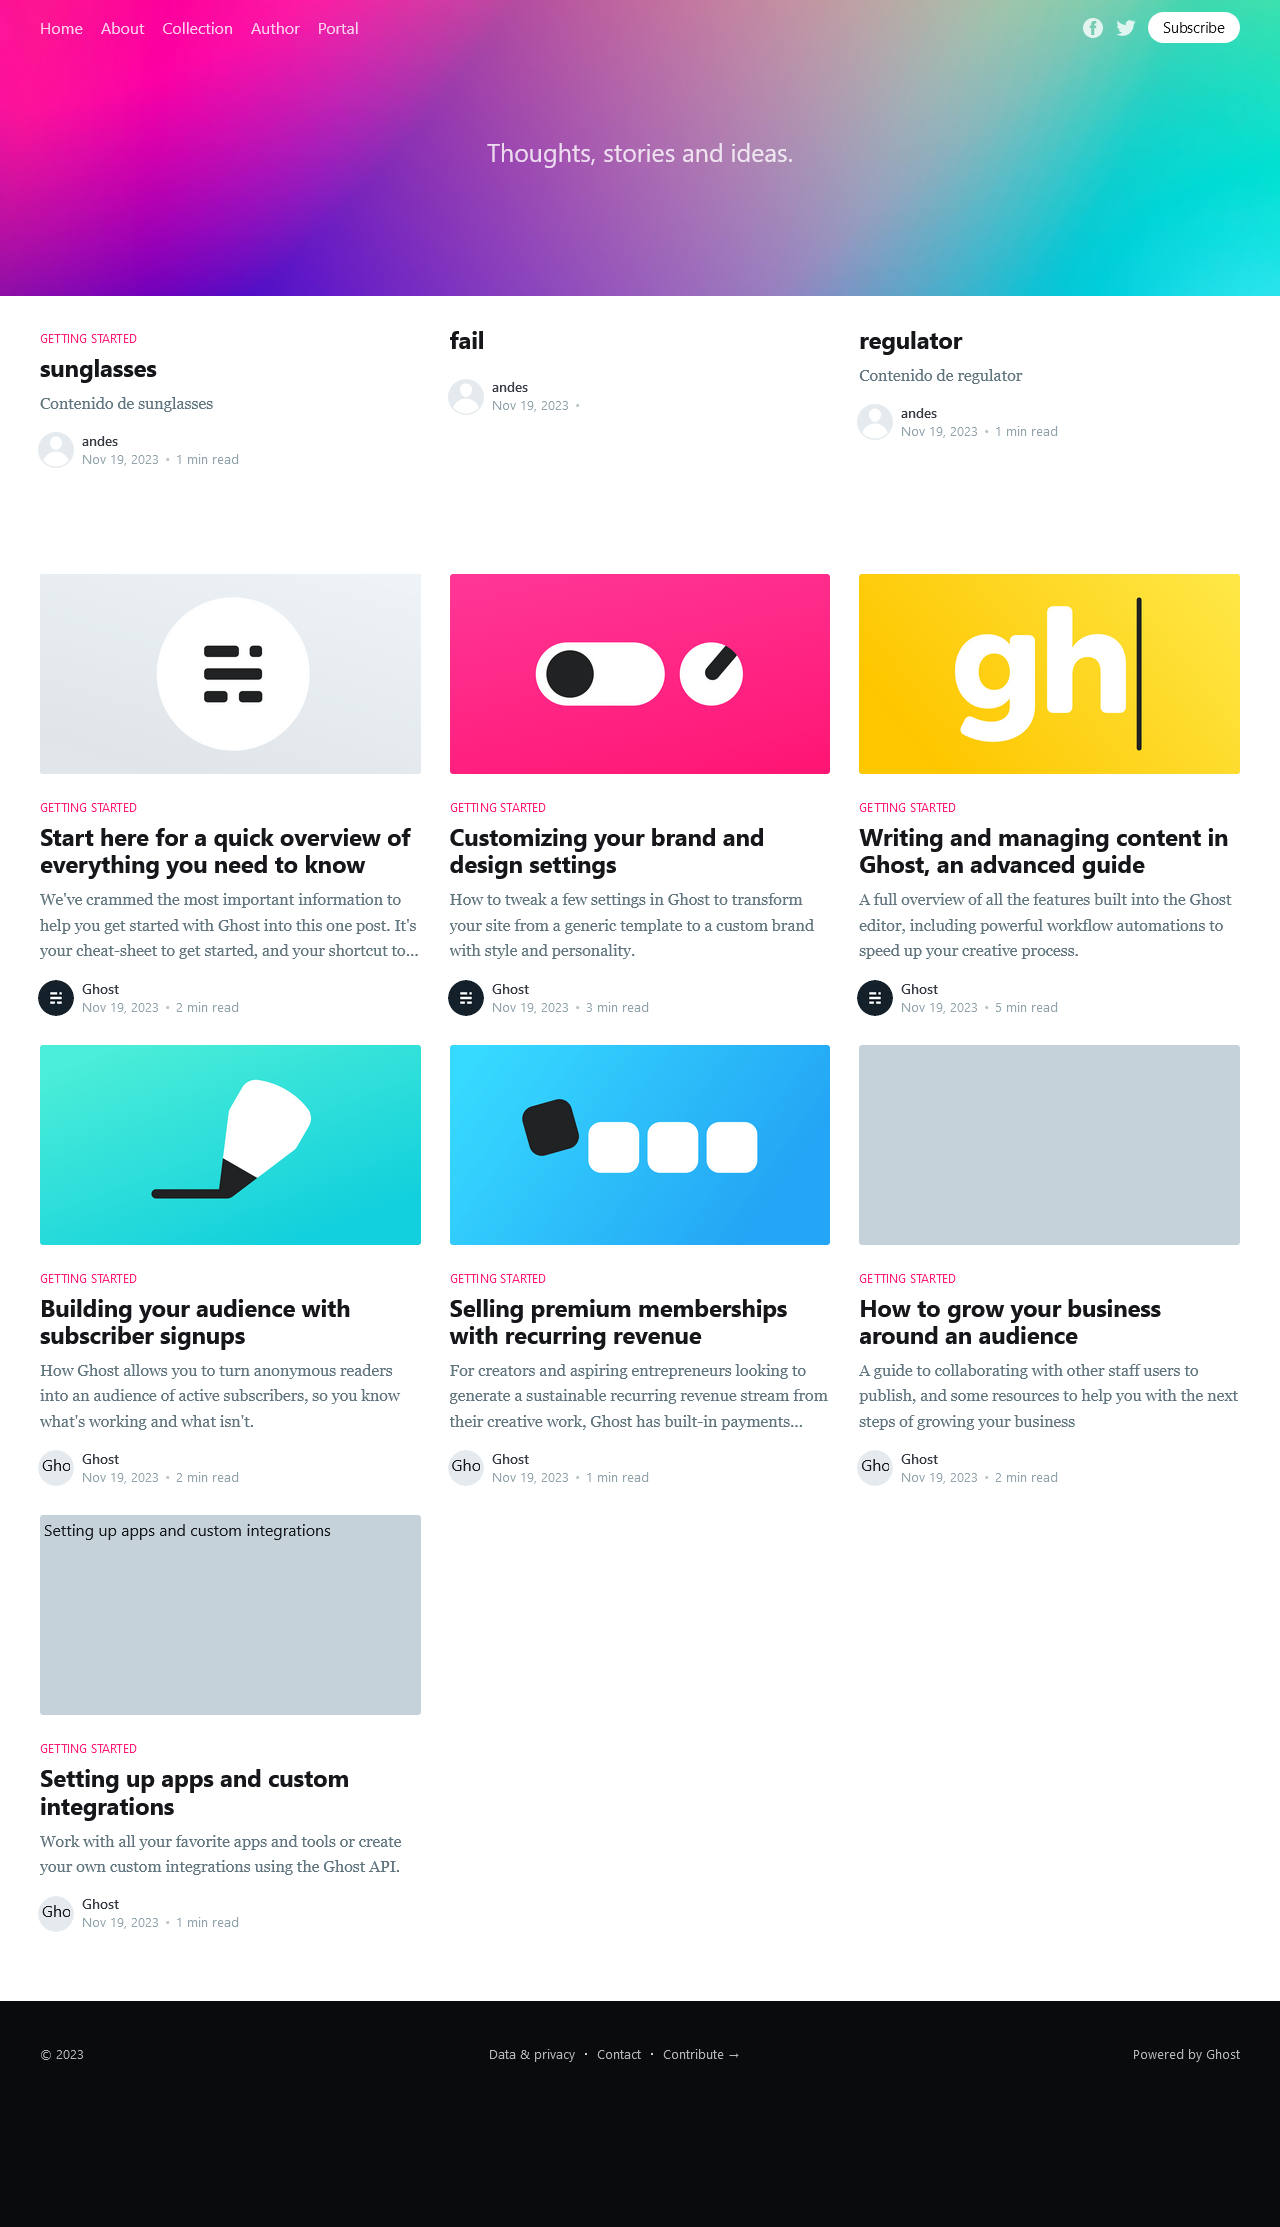 Home About Collection Author Portal
Subscribe
Thoughts, stories and ideas.
GETTING STARTED
sunglasses
Contenido de sunglasses
andes
Nov 19, 2023 • 1 min read
fail
andes
Nov 19, 2023 •
regulator
Contenido de regulator
andes
Nov 19, 2023 • 1 min read
GETTING STARTED
Start here for a quick overview of
everything you need to know
We've crammed the most important information to
help you get started with Ghost into this one post. It's
your cheat-sheet to get started, and your shortcut to…
Ghost
Nov 19, 2023 • 2 min read
GETTING STARTED
Customizing your brand and
design settings
How to tweak a few settings in Ghost to transform
your site from a generic template to a custom brand
with style and personality.
Ghost
Nov 19, 2023 • 3 min read
gh
GETTING STARTED
Writing and managing content in
Ghost, an advanced guide
A full overview of all the features built into the Ghost
editor, including powerful workflow automations to
speed up your creative process.
Ghost
Nov 19, 2023 • 5 min read
GETTING STARTED
Building your audience with
subscriber signups
How Ghost allows you to turn anonymous readers
into an audience of active subscribers, so you know
what's working and what isn't.
Gho
Ghost
Nov 19, 2023 • 2 min read
GETTING STARTED
Selling premium memberships
with recurring revenue
For creators and aspiring entrepreneurs looking to
generate a sustainable recurring revenue stream from
their creative work, Ghost has built-in payments…
Gho
Ghost
Nov 19, 2023 • 1 min read
GETTING STARTED
How to grow your business
around an audience
A guide to collaborating with other staff users to
publish, and some resources to help you with the next
steps of growing your business
Gho
Ghost
Nov 19, 2023 • 2 min read
Setting up apps and custom integrations
GETTING STARTED
Setting up apps and custom
integrations
Work with all your favorite apps and tools or create
your own custom integrations using the Ghost API.
Gho
Ghost
Nov 19, 2023 • 1 min read
© 2023
Data & privacy • Contact • Contribute →
Powered by Ghost